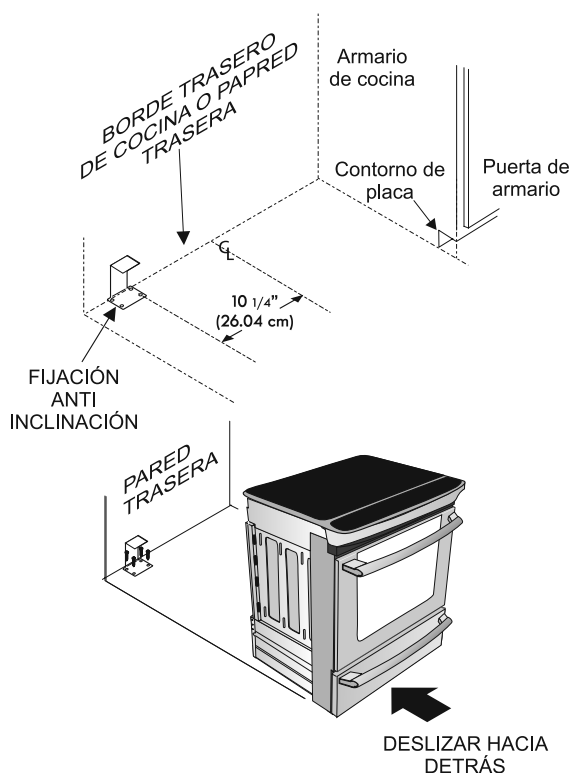 BORDE TRASERO
DE COCINA O PAPRED
TRASERA
Armario
de cocina
Contorno de
placa
Puerta de
armario
CL
10 1/4”
(26.04 cm)
FIJACIÓN
ANTI
INCLINACIÓN
PARED
TRASERA
DESLIZAR HACIA
DETRÁS